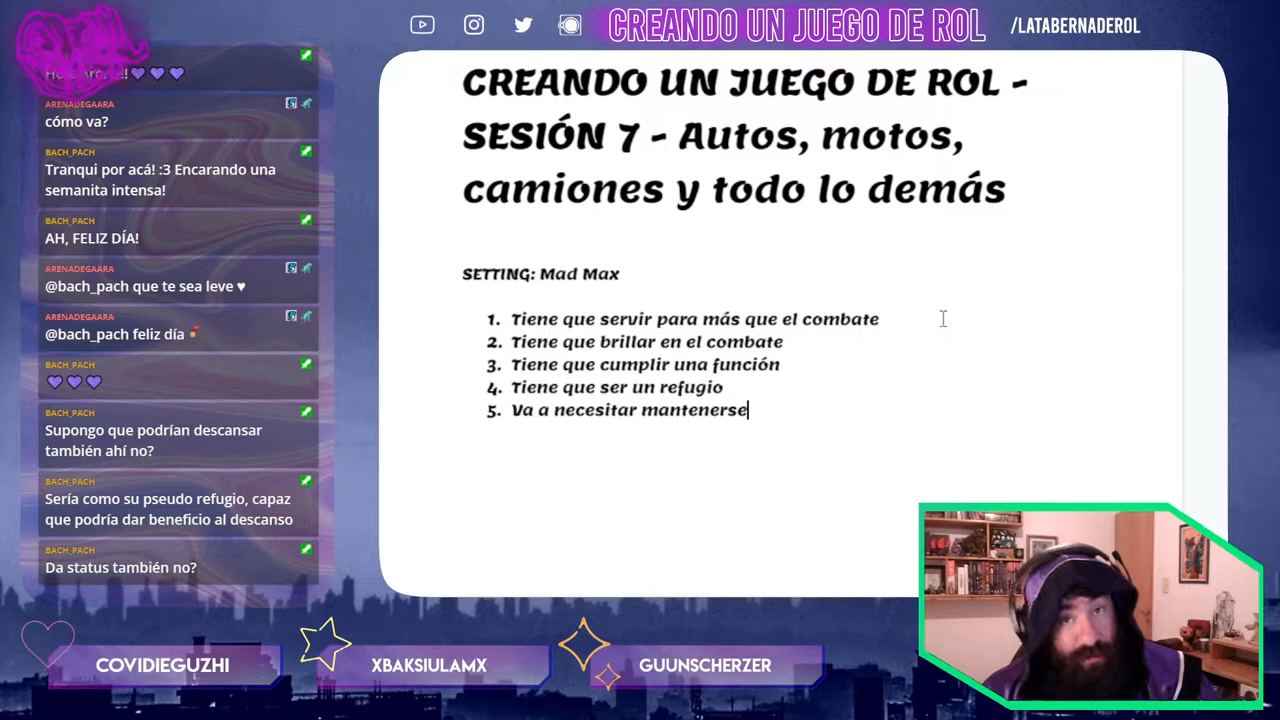 CREANDO UN JUEGO DE ROL
/LATABERNADEROL
ARENADEGAARA
cómo va?
BACH_PACH
Tranqui por acá! :3 Encarando una
semanita intensa!
BACH_PACH
AH, FELIZ DÍA!
ARENADEGAARA
@bach_pach que te sea leve ♥
ARENADEGAARA
@bach_pach feliz día
BACH_PACH
BACH_PACH
Supongo que podrían descansar
también ahí no?
BACH_PACH
Sería como su pseudo refugio, capaz
que podría dar beneficio al descanso
BACH_PACH
Da status también no?
CREANDO UN JUEGO DE ROL -
SESIÓN 7 - Autos, motos,
camiones y todo lo demás
SETTING: Mad Max
1. Tiene que servir para más que el combate
2. Tiene que brillar en el combate
3. Tiene que cumplir una función
4. Tiene que ser un refugio
5. Va a necesitar mantenerse
COVIDIEGUZHI
XBAKSIULAMX
GUUNSCHERZER